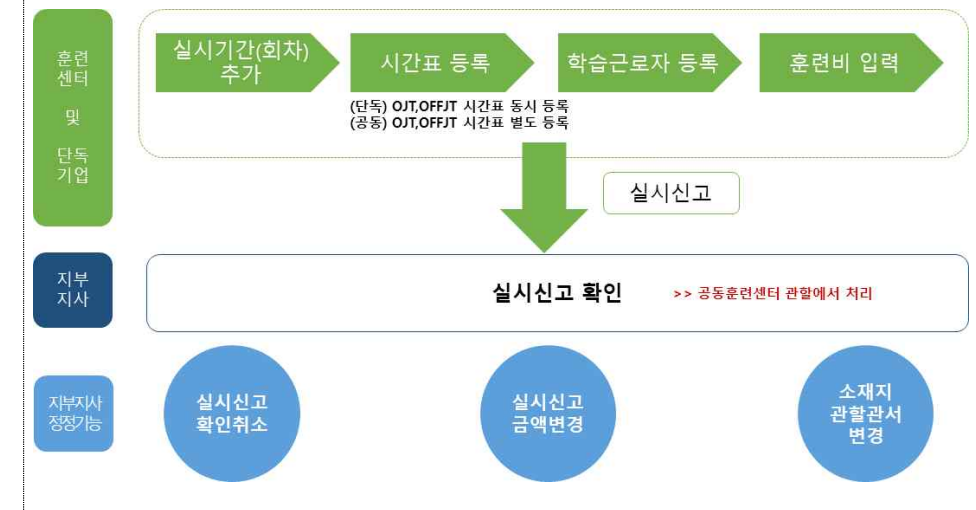 훈련
센터
및
단독
기업
실시기간(회차)
추가
시간표 등록
학습근로자 등록
훈련비 입력
(단독) OJT,OFFJT 시간표 동시 등록
(공동) OJT,OFFJT 시간표 별도 등록
실시신고
지부
지사
실시신고 확인
>> 공동훈련센터 관할에서 처리
지부지사
정정기능
실시신고
확인취소
실시신고
금액변경
소재지
관할관서
변경